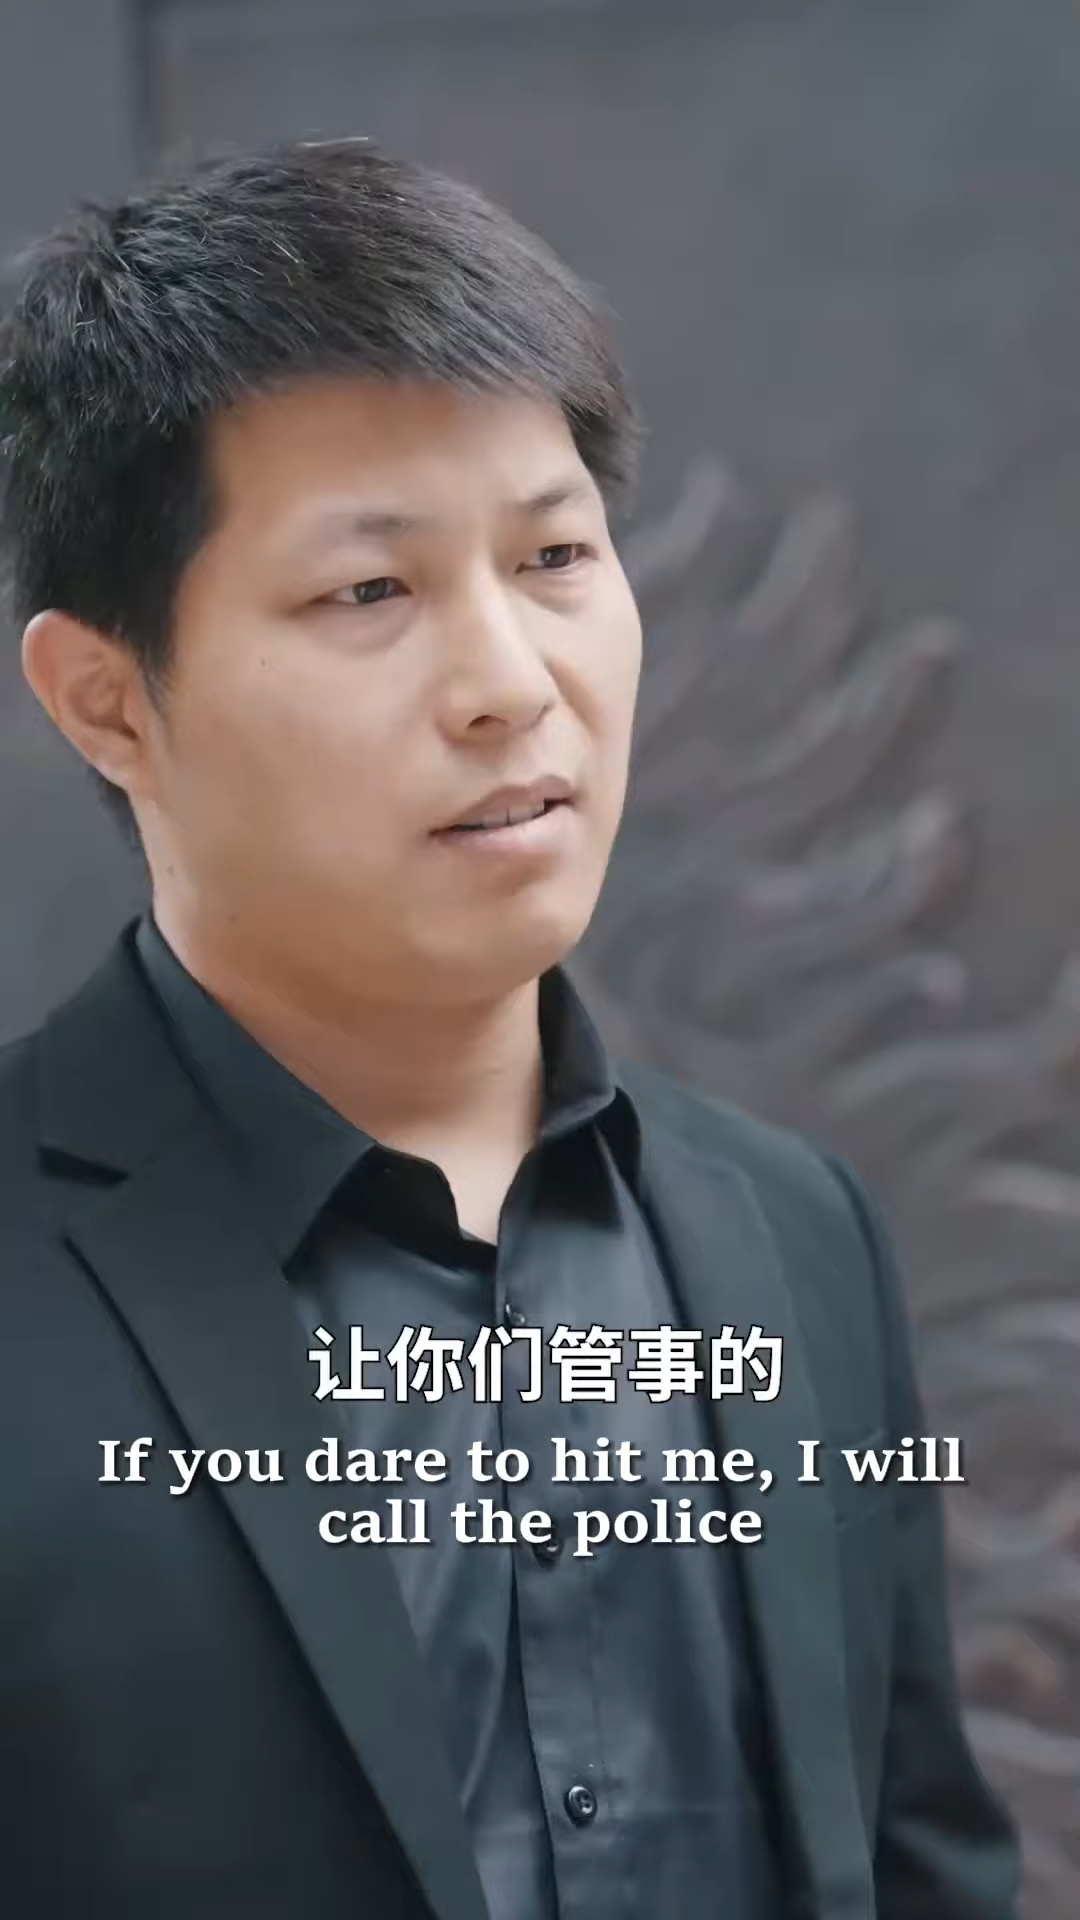 让你们管事的
If you dare to hit me, I will
call the police